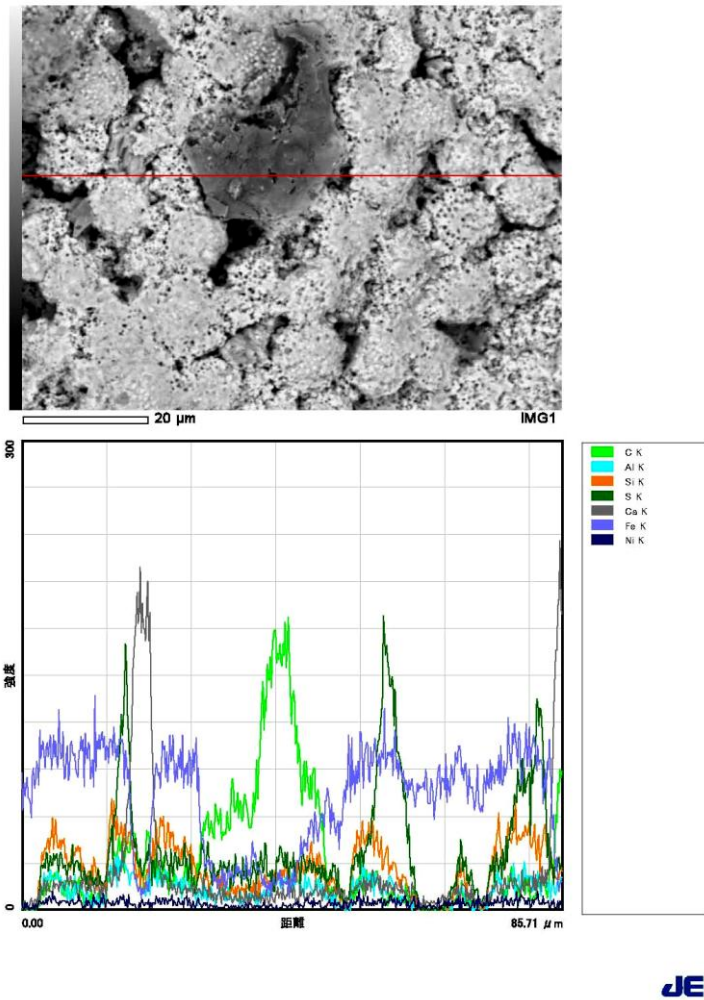 20 μm
IMG1
300
C K
Al K
Si K
S K
Ca K
Fe K
Ni K
強度
0
0.00
距離
85.71 μm
JE